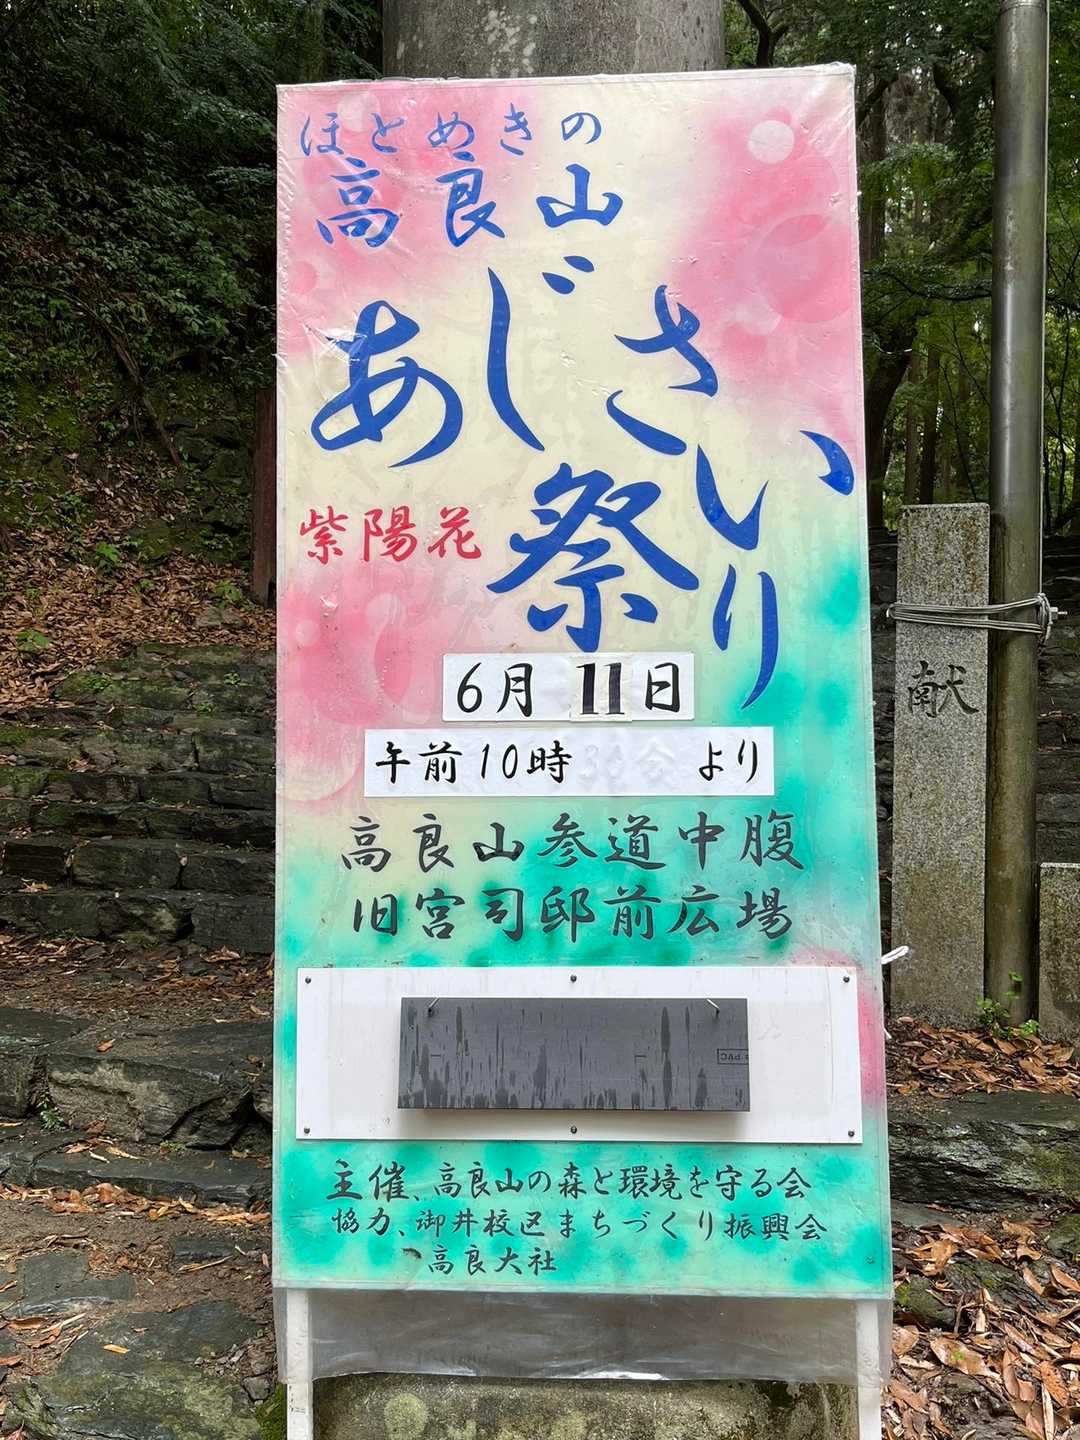 ほとめきの
高良山
あじさい
祭り
紫陽花
6月11日
午前10時30分より
高良山参道中腹
旧宮司邸前広場
PVC
主催、高良山の森と環境を守る会
協力、御井校区まちづくり振興会
高良大社
献